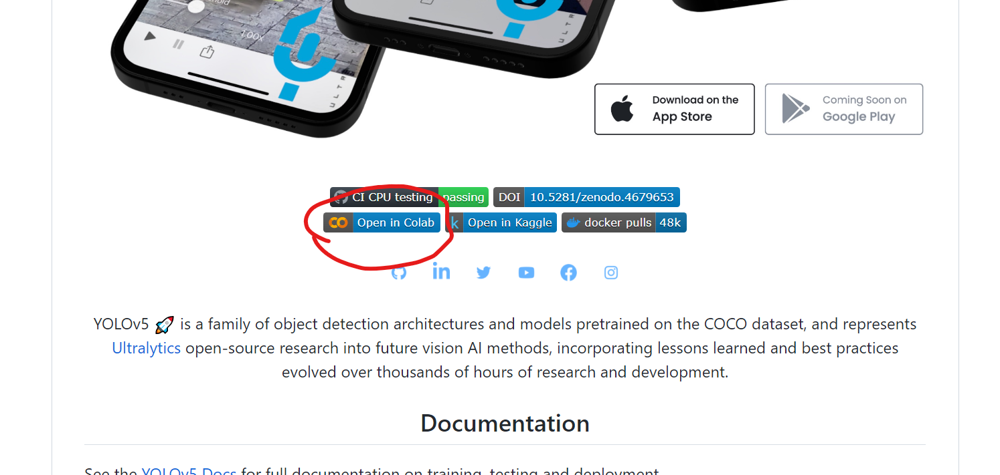 1.00x
ULTR
ULTR
Download on the
App Store
Coming Soon on
Google Play
CI CPU testing passing DOI 10.5281/zenodo.4679653
Open in Colab k Open in Kaggle docker pulls 48k
in
YOLOv5 🚀 is a family of object detection architectures and models pretrained on the COCO dataset, and represents
Ultralytics open-source research into future vision AI methods, incorporating lessons learned and best practices
evolved over thousands of hours of research and development.
Documentation
See the YOLOv5 Docs for full documentation on training, testing and deployment